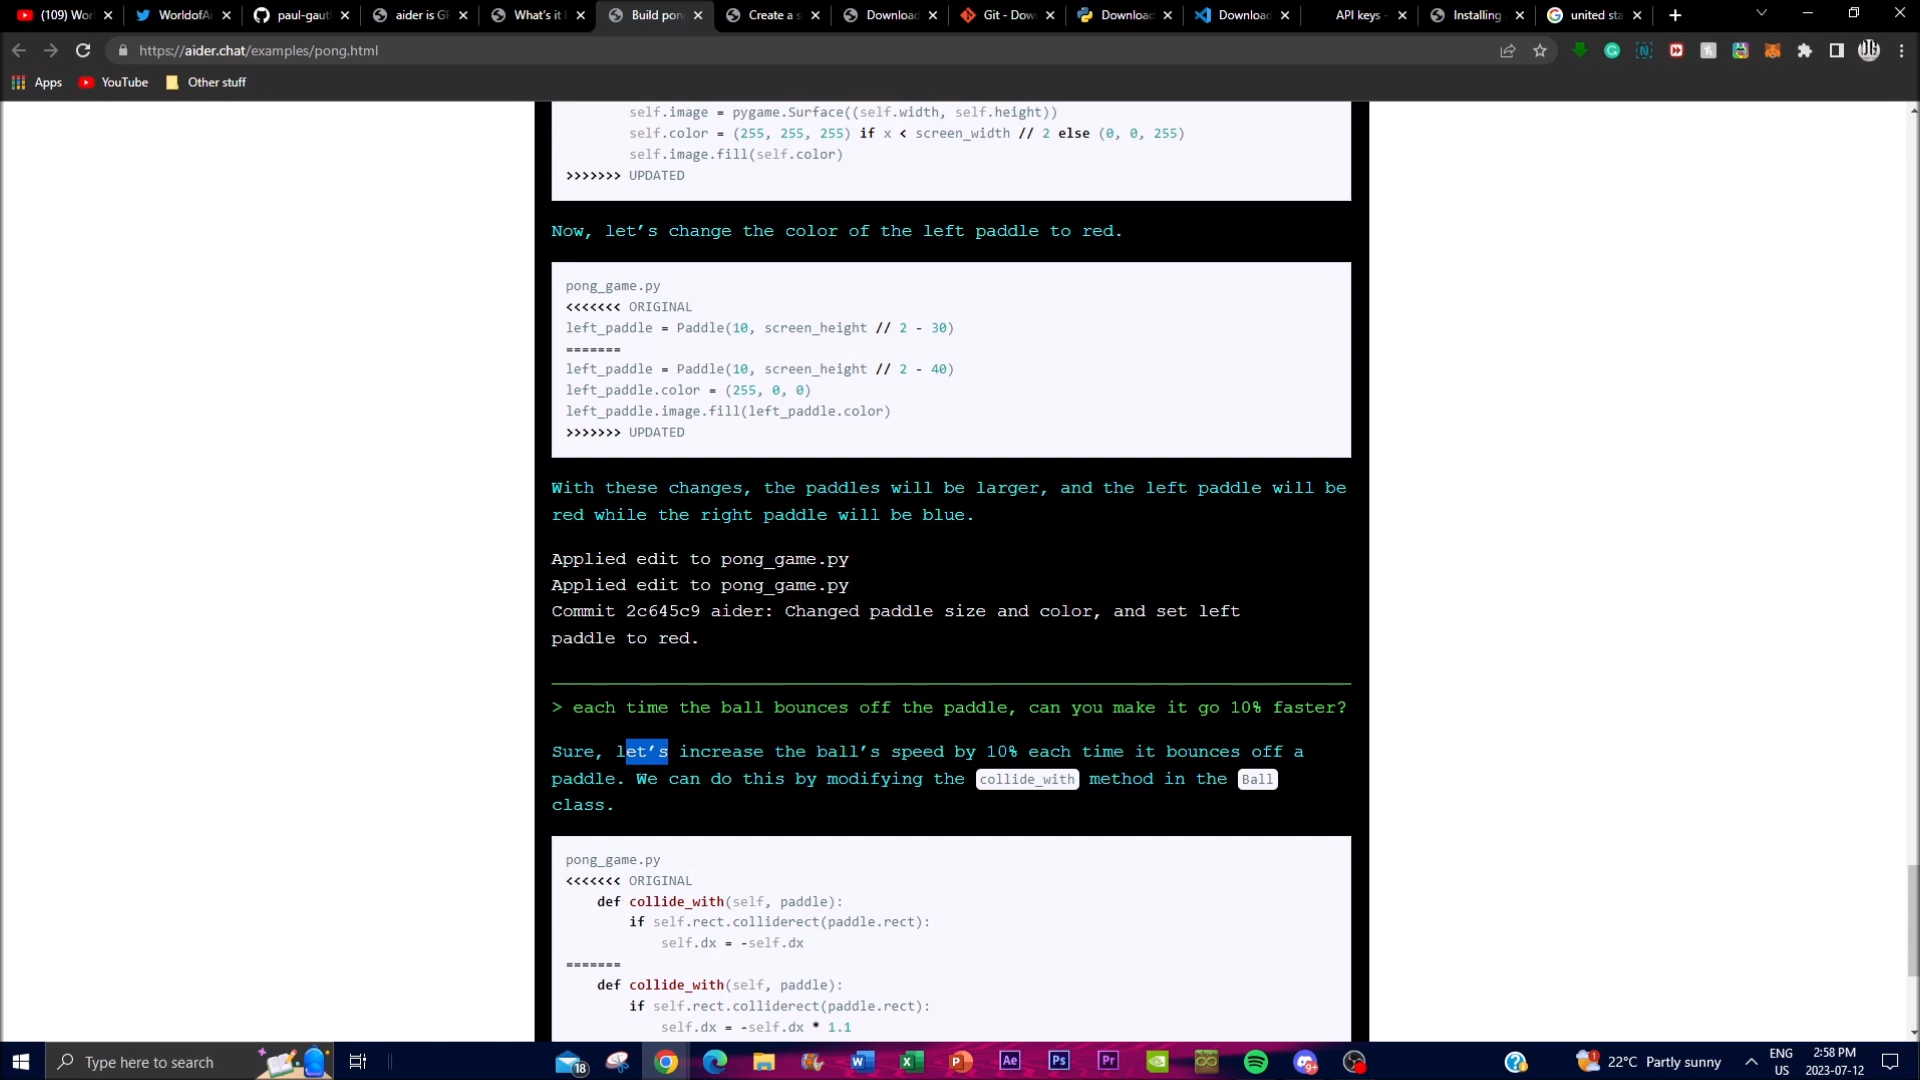 (109) Wor
WorldofAi
paul-gaut
aider is GP
What's it
Build pon
Create a s
Download
Git - Dow
Download
Download
API keys -
Installing
united sta
https://aider.chat/examples/pong.html
Apps
YouTube
Other stuff
self.image = pygame.Surface((self.width, self.height))
self.color = (255, 255, 255) if x < screen_width // 2 else (0, 0, 255)
self.image.fill(self.color)
>>>>>>> UPDATED
Now, let’s change the color of the left paddle to red.
pong_game.py
<<<<<<< ORIGINAL
left_paddle = Paddle(10, screen_height // 2 - 30)
=======
left_paddle = Paddle(10, screen_height // 2 - 40)
left_paddle.color = (255, 0, 0)
left_paddle.image.fill(left_paddle.color)
>>>>>>> UPDATED
With these changes, the paddles will be larger, and the left paddle will be
red while the right paddle will be blue.
Applied edit to pong_game.py
Applied edit to pong_game.py
Commit 2c645c9 aider: Changed paddle size and color, and set left
paddle to red.
> each time the ball bounces off the paddle, can you make it go 10% faster?
Sure, let’s increase the ball’s speed by 10% each time it bounces off a
paddle. We can do this by modifying the collide_with method in the Ball
class.
pong_game.py
<<<<<<< ORIGINAL
def collide_with(self, paddle):
if self.rect.colliderect(paddle.rect):
self.dx = -self.dx
=======
def collide_with(self, paddle):
if self.rect.colliderect(paddle.rect):
self.dx = -self.dx * 1.1
Type here to search
18
22°C Partly sunny
ENG
US
2:58 PM
2023-07-12